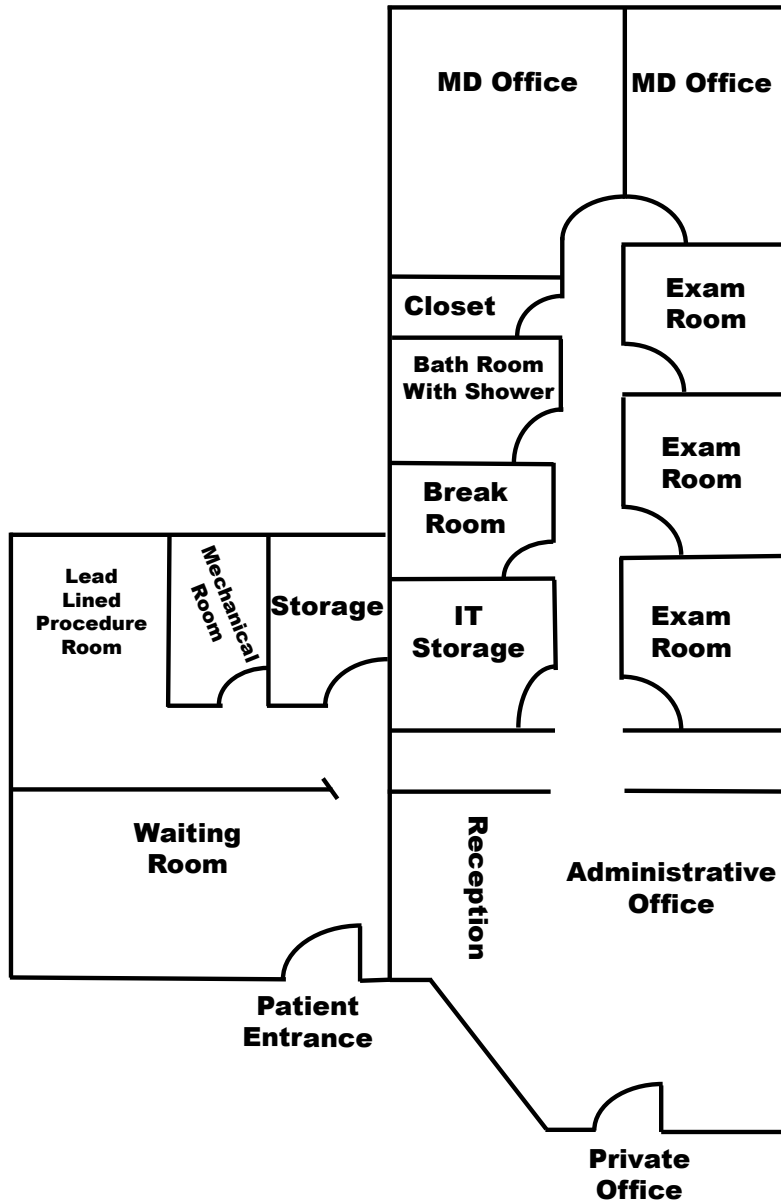 MD Office
MD Office
Closet
Exam
Room
Bath Room
With Shower
Exam
Room
Break
Room
Lead
Lined
Procedure
Room
Mechanical
Room
Storage
IT
Storage
Exam
Room
Waiting
Room
Reception
Administrative
Office
Patient
Entrance
Private
Office